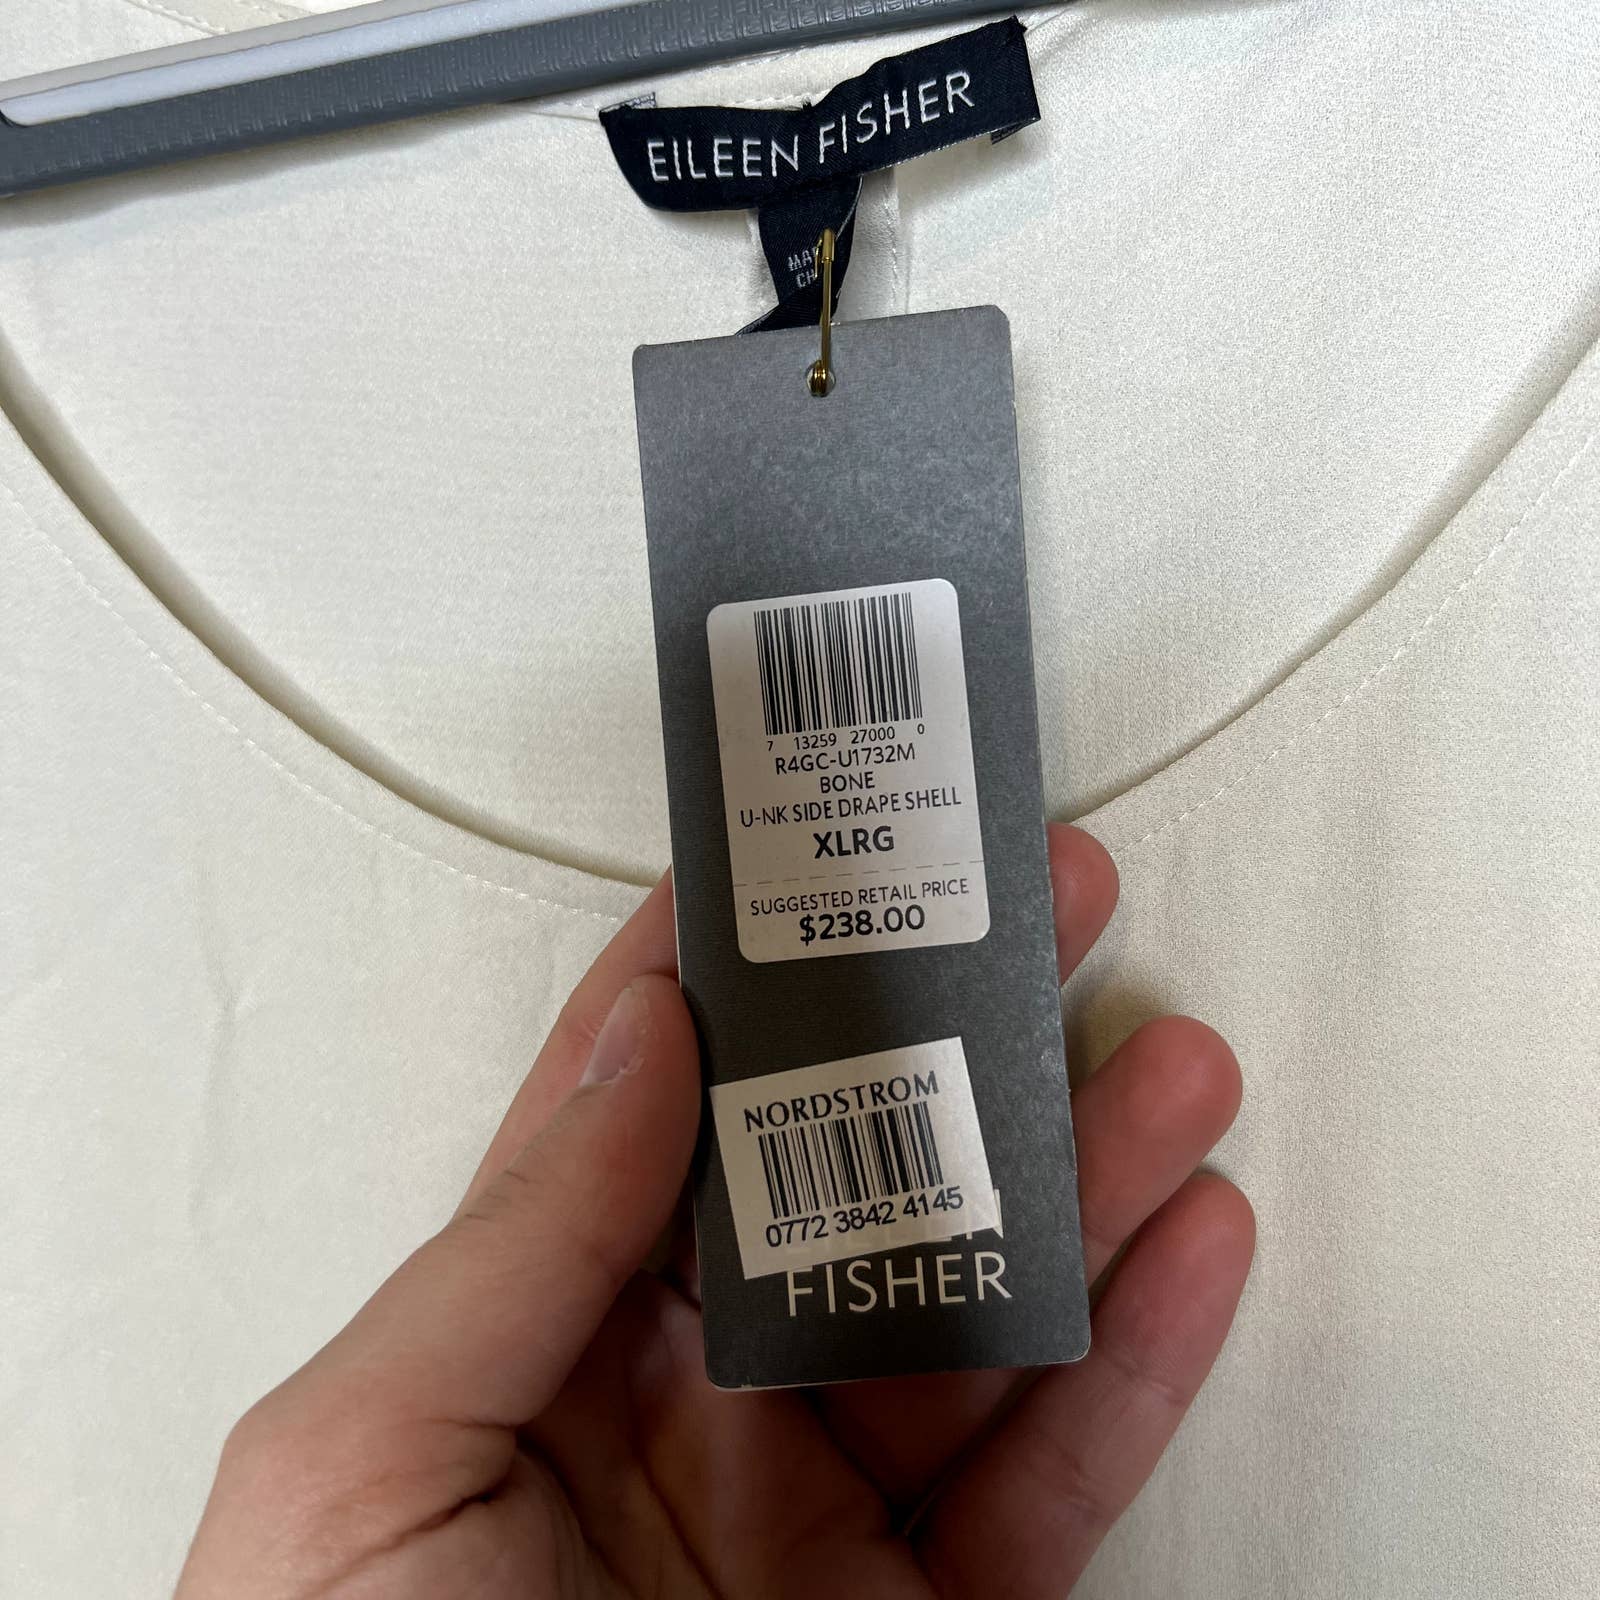 EILEEN FISHER
7 13259 27000 0
R4GC-U1732M
BONE
U-NK SIDE DRAPE SHELL
XLRG
SUGGESTED RETAIL PRICE
$238.00
NORDSTROM
0772 3842 4145
FISHER